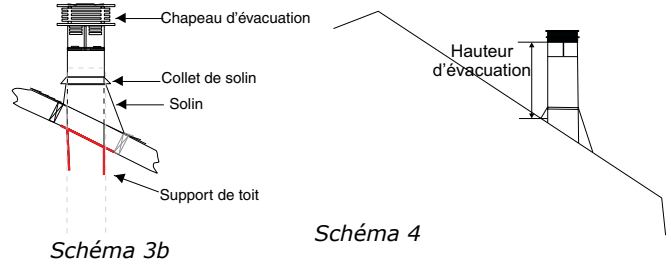 Chapeau d'évacuation
Collet de solin
Solin
Support de toit
Schéma 3b
Hauteur
d'évacuation
Schéma 4